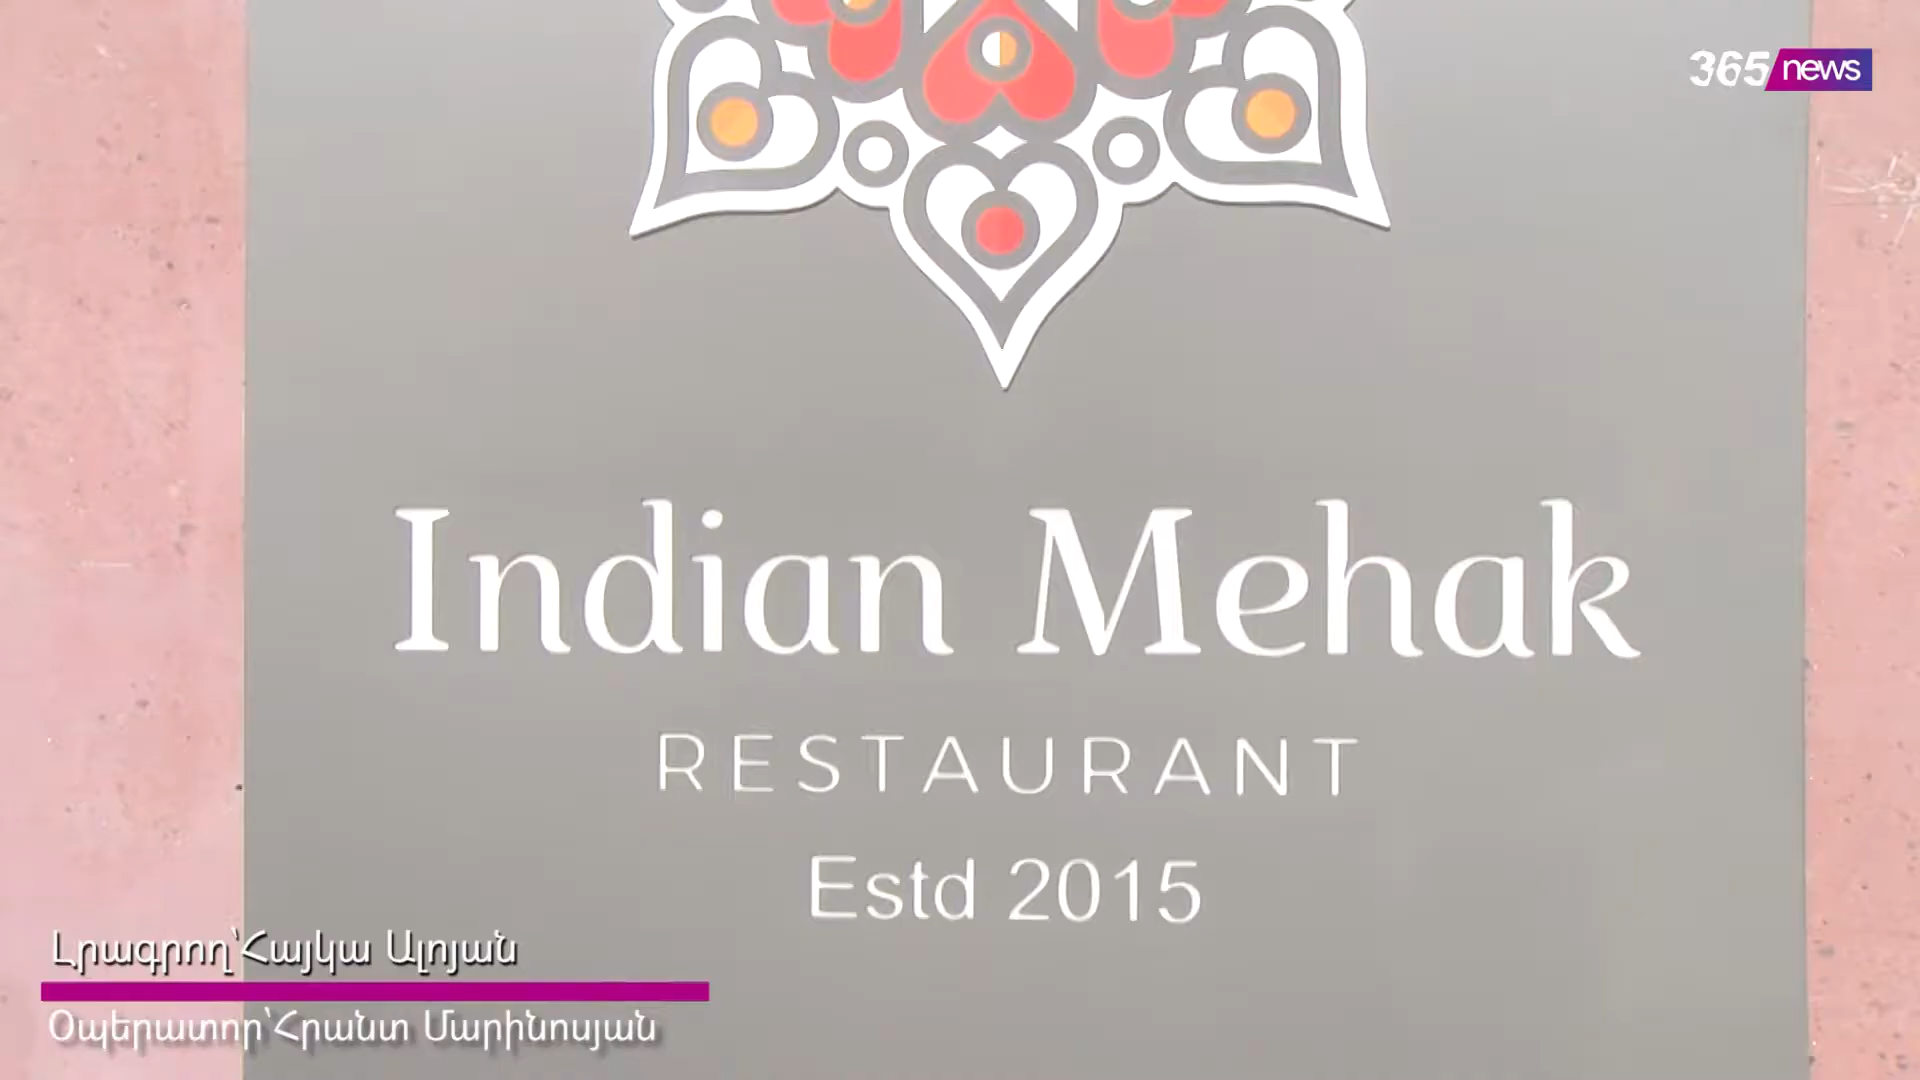 365 news
Indian Mehak
RESTAURANT
Estd 2015
Լրագրող՝Հայկա Ալոյան
Օպերատոր՝Հրանտ Մարինոսյան